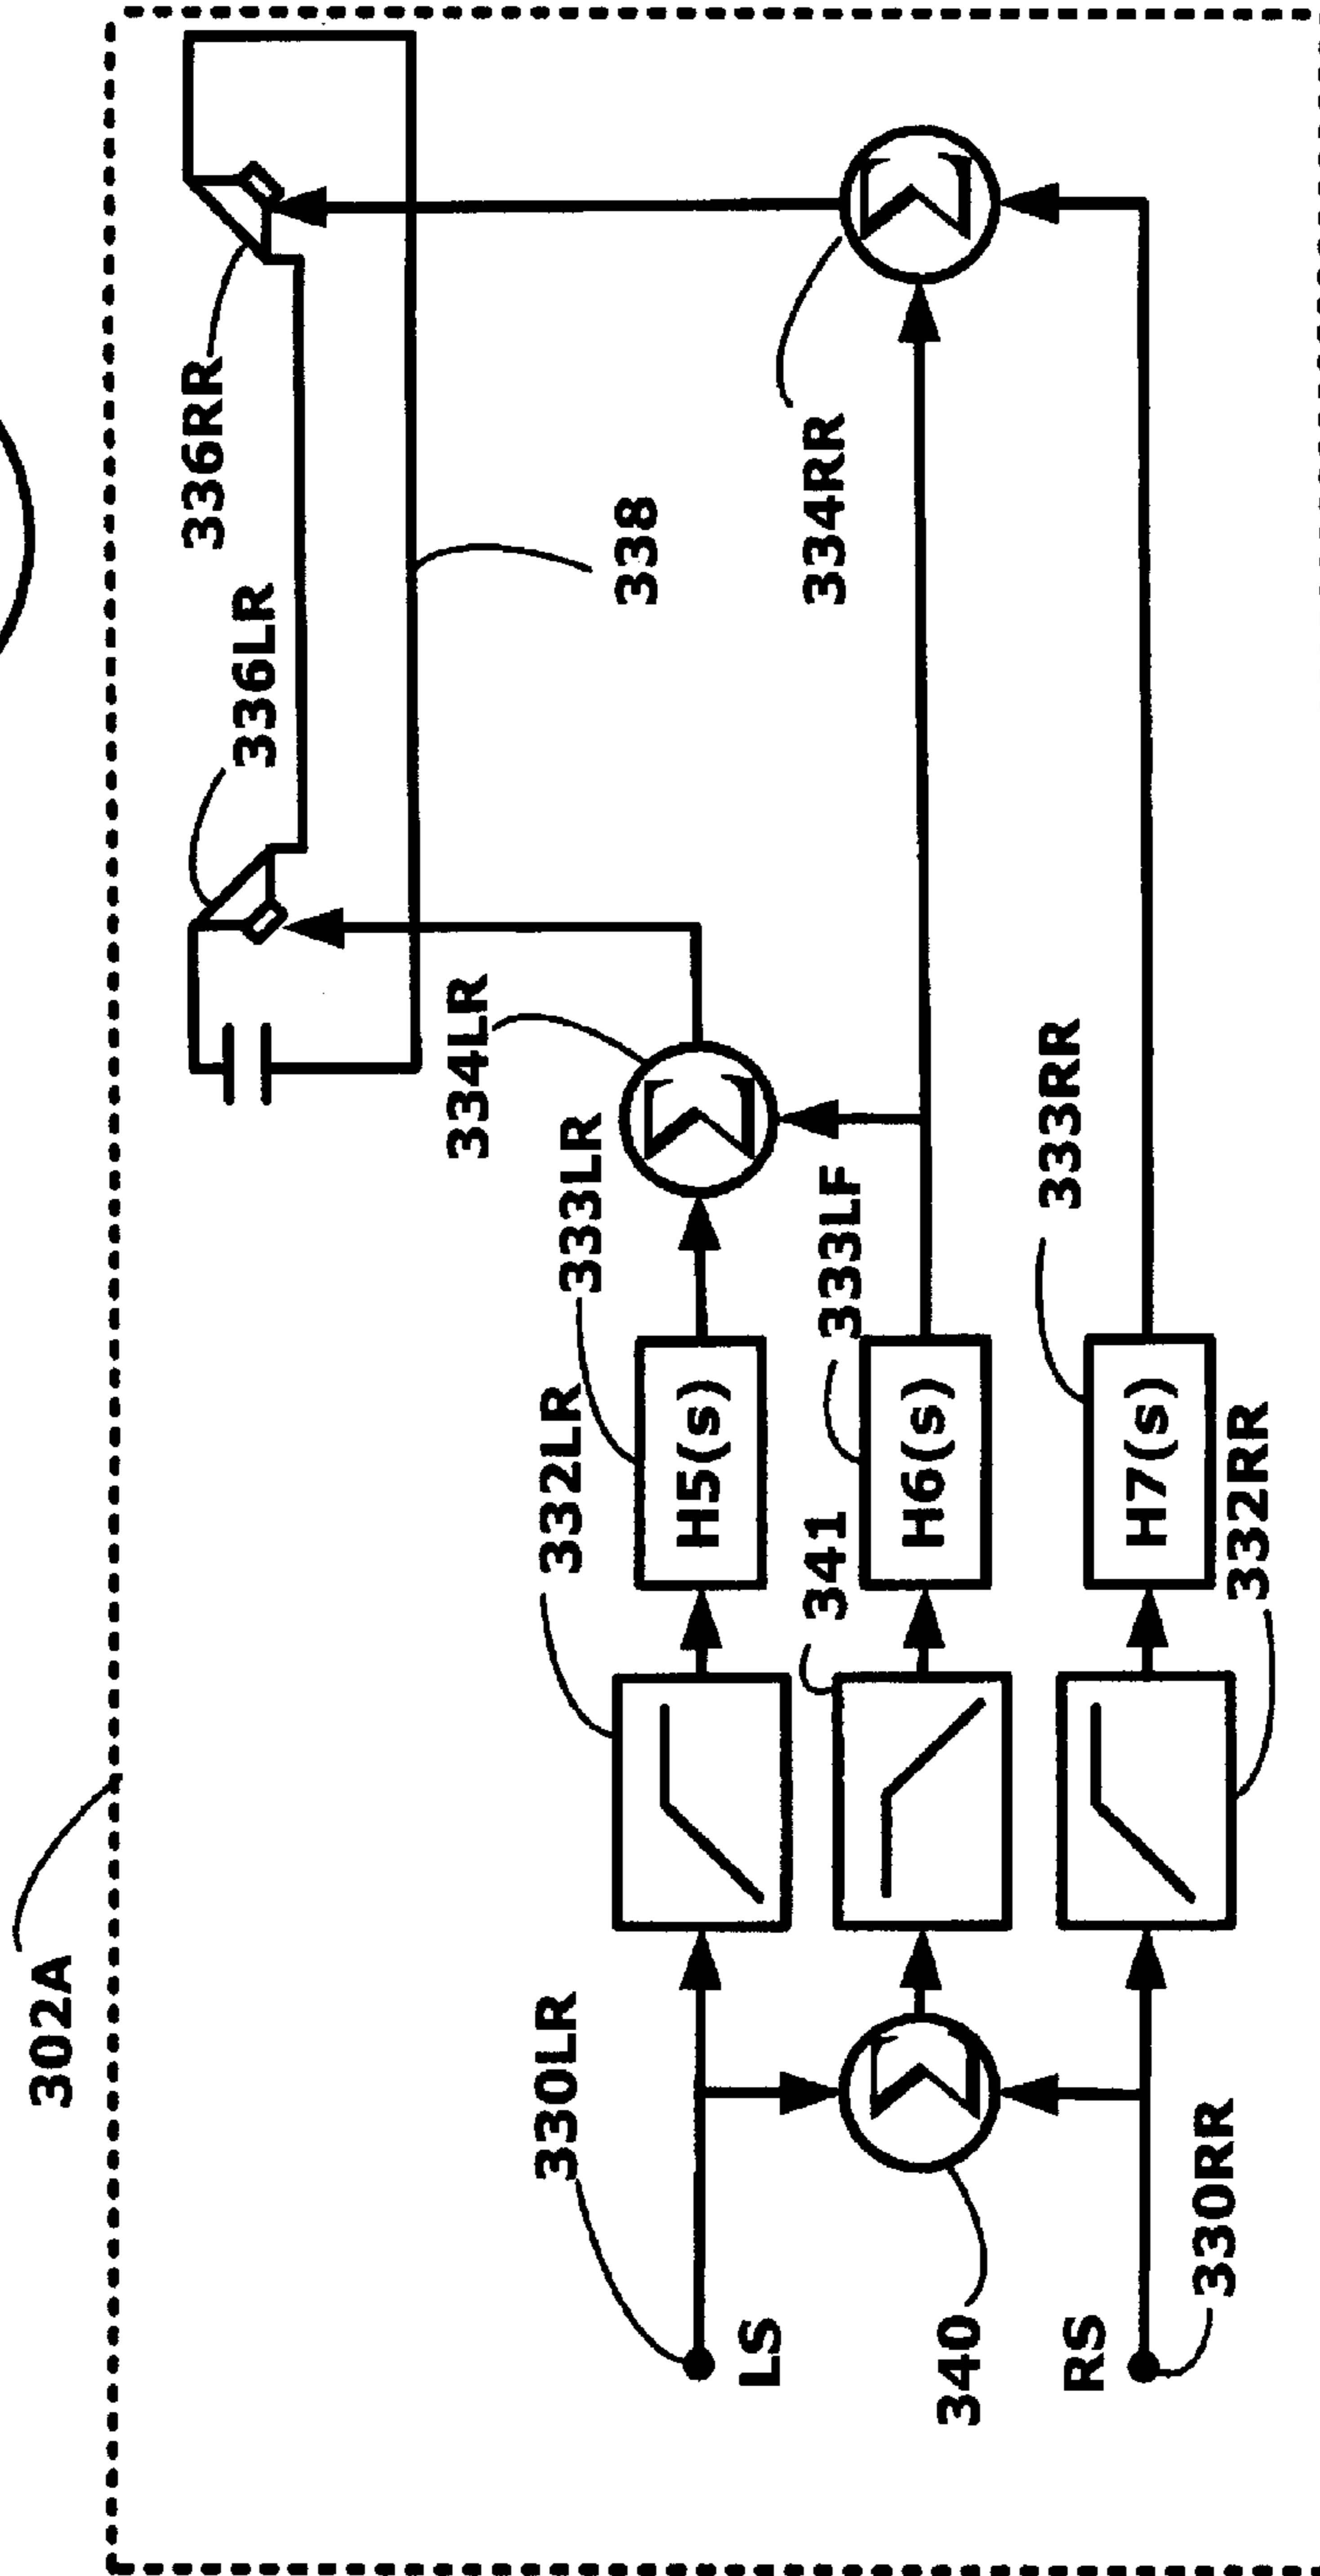 302A
336LR
336RR
338
334LR
334RR
330LR
332LR
333LR
H5(s)
LS
340
341
333LF
H6(s)
RS
330RR
332RR
333RR
H7(s)